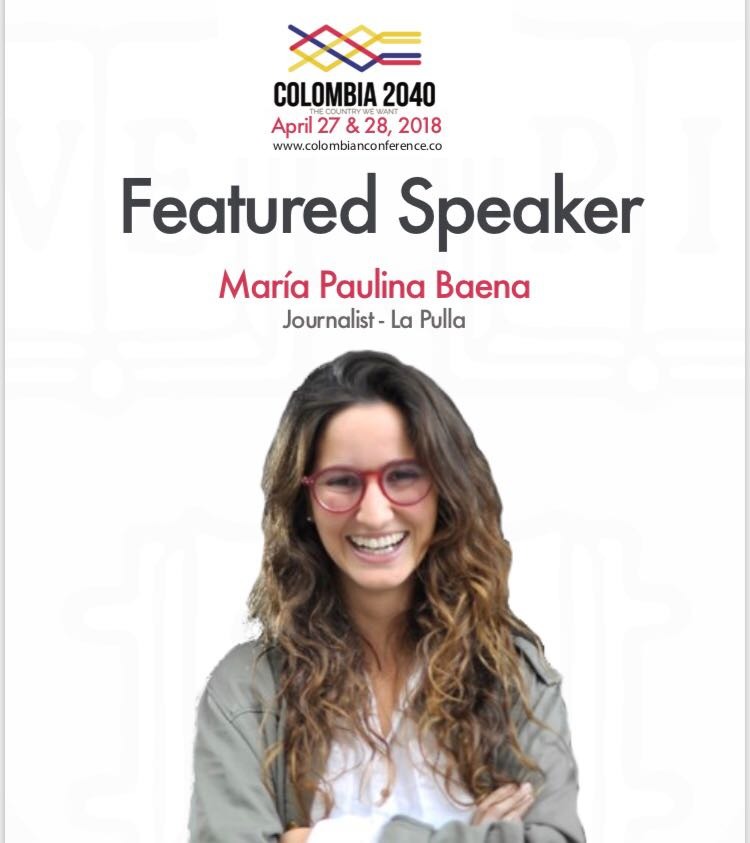 COLOMBIA 2040
THE COUNTRY WE WANT
April 27 & 28, 2018
www.colombianconference.co
Featured Speaker
María Paulina Baena
Journalist - La Pulla